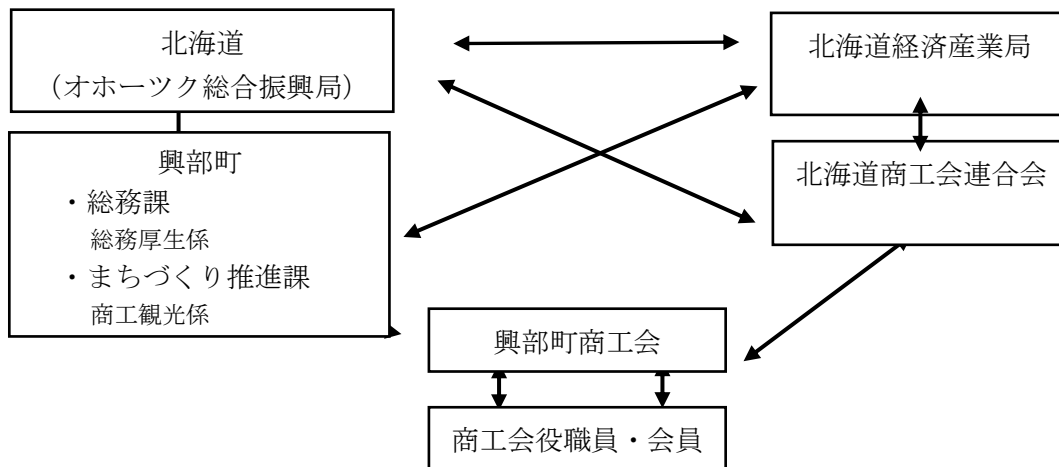 北海道
（オホーツク総合振興局）
北海道経済産業局
興部町
・総務課
総務厚生係
・まちづくり推進課
商工観光係
北海道商工会連合会
興部町商工会
商工会役職員・会員